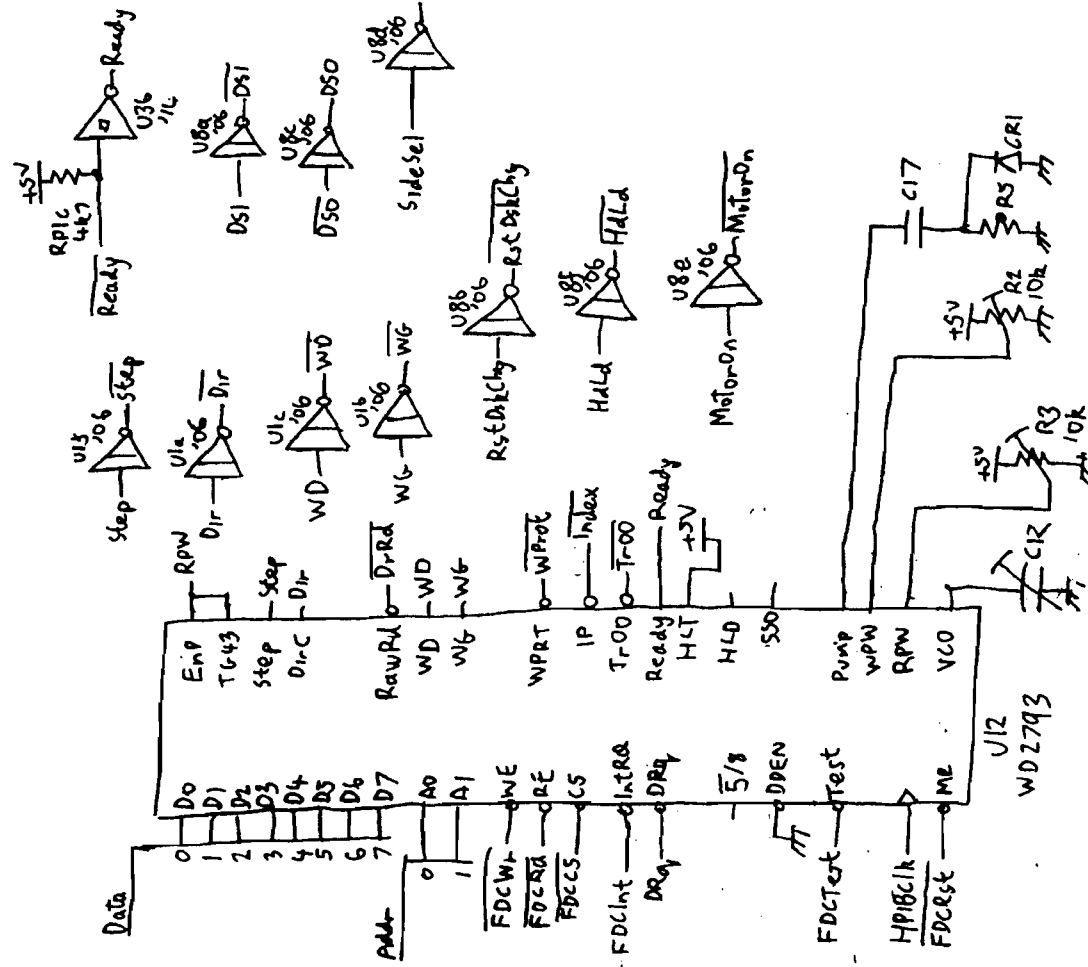 Data
0 D0
1 D1
2 D2
3 D3
4 D4
5 D5
6 D6
7 D7
Addr
0 A0
1 A1
FDCWr WE
FDCRd RE
FDCCS CS
FDCInt IntRQ
DRq DRQ
5/8
DDEN
FDCTest Test
HPIBClk
FDCRst MR
U12
WD2793
EnP RPW
TG43
Step Step
DirC Dir
RawRd DrRd
WD WD
WG WG
WPRT WProt
IP Index
Tr00 Tr00
Ready Ready
HLT +5V
HLD
SSO
Pump
WPW
RPW
VCO
C12
+5V
R3
10k
+5V
R2
10k
C17
R5
CR1
Step U1f '06 Step
Dir U1a '06 Dir
WD U1c '06 WD
WG U1b '06 WG
RstDskChg U8b '06 RstDskChg
HdLd U8f '06 HdLd
MotorOn U8e '06 MotorOn
+5V
RP1C
4k7
Ready U3b '14 Ready
DS1 U8a '06 DS1
DS0 U8c '06 DS0
SideSel U8d '06